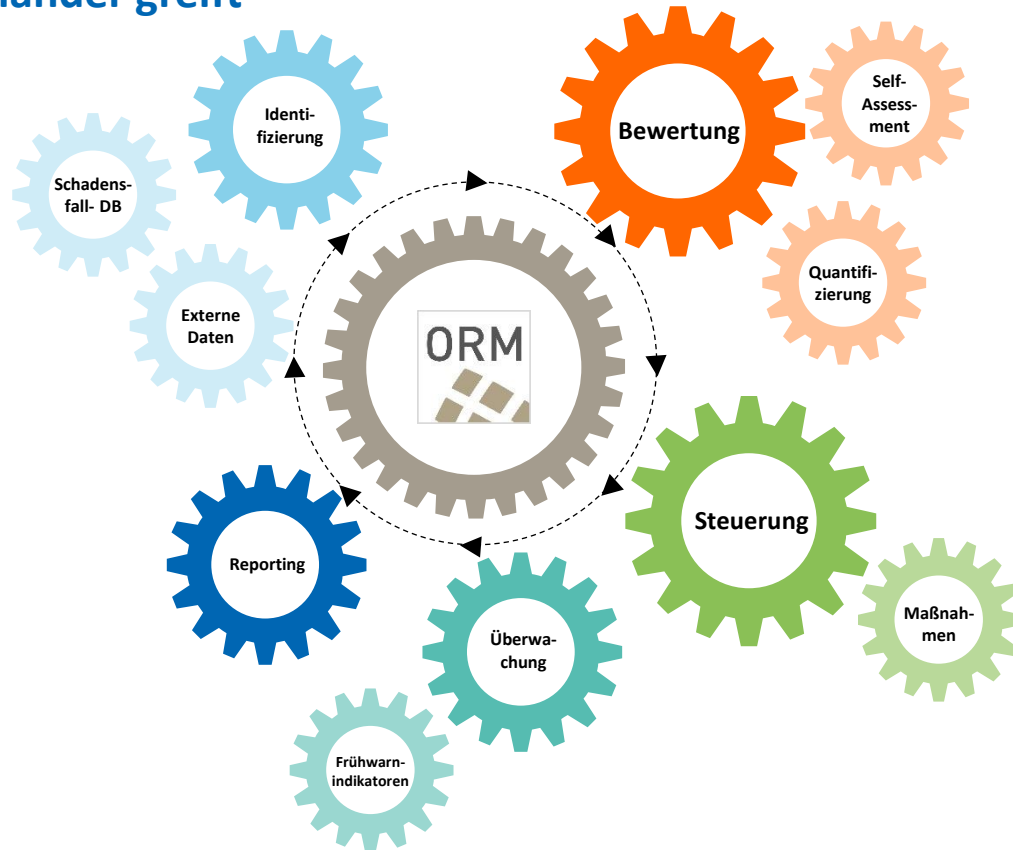 nander greift
Identi-
fizierung
Bewertung
Self-
Assess-
ment
Schadens-
fall- DB
Externe
Daten
Quantifi-
zierung
ORM
Steuerung
Reporting
Überwa-
chung
Maßnah-
men
Frühwarn-
indikatoren